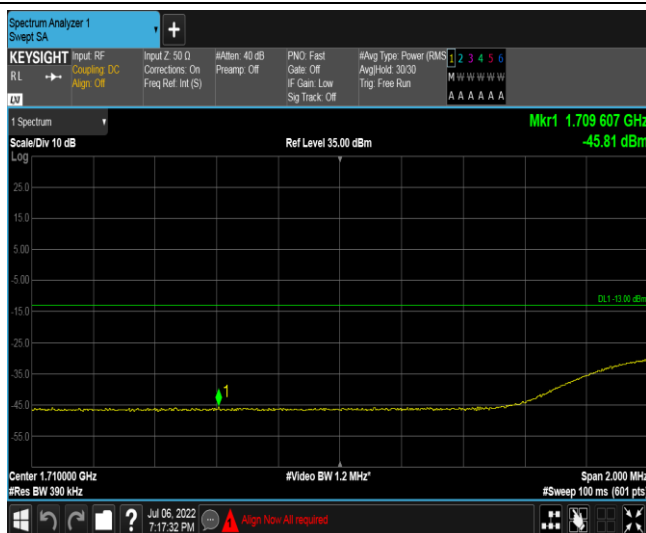 Spectrum Analyzer 1
Swept SA
+
KEYSIGHT Input: RF Input Z: 50 Ω #Atten: 40 dB PNO: Fast #Avg Type: Power (RMS 1 2 3 4 5 6
RL Coupling: DC Corrections: On Preamp: Off Gate: Off Avg|Hold: 30/30 M W W W W W
Align: Off Freq Ref: Int (S) IF Gain: Low Trig: Free Run
LXI Sig Track: Off A A A A A A
1 Spectrum Mkr1 1.709 607 GHz
Scale/Div 10 dB Ref Level 35.00 dBm -45.81 dBm
Log
25.0
15.0
5.00
-5.00
DL1 -13.00 dBm
-15.0
-25.0
-35.0
1
-45.0
-55.0
Center 1.710000 GHz #Video BW 1.2 MHz* Span 2.000 MHz
#Res BW 390 kHz #Sweep 100 ms (601 pts)
? Jul 06, 2022
7:17:32 PM Align Now All required